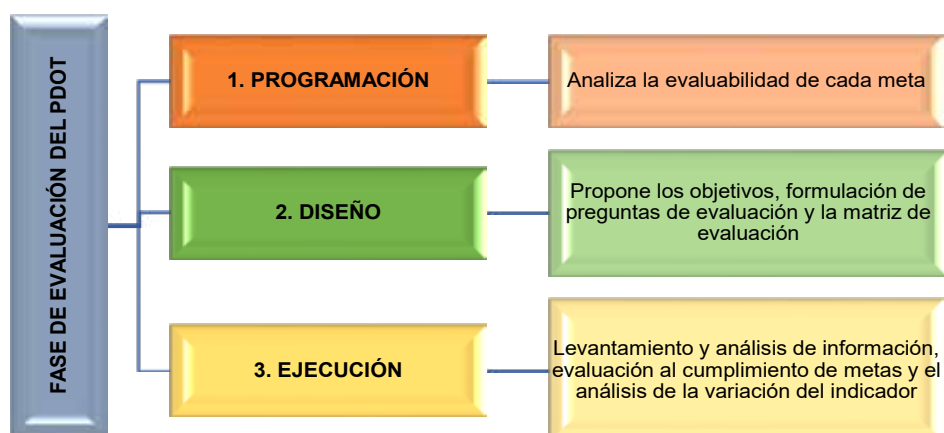 FASE DE EVALUACIÓN DEL PDOT
1. PROGRAMACIÓN
Analiza la evaluabilidad de cada meta
2. DISEÑO
Propone los objetivos, formulación de
preguntas de evaluación y la matriz de
evaluación
3. EJECUCIÓN
Levantamiento y análisis de información,
evaluación al cumplimiento de metas y el
análisis de la variación del indicador